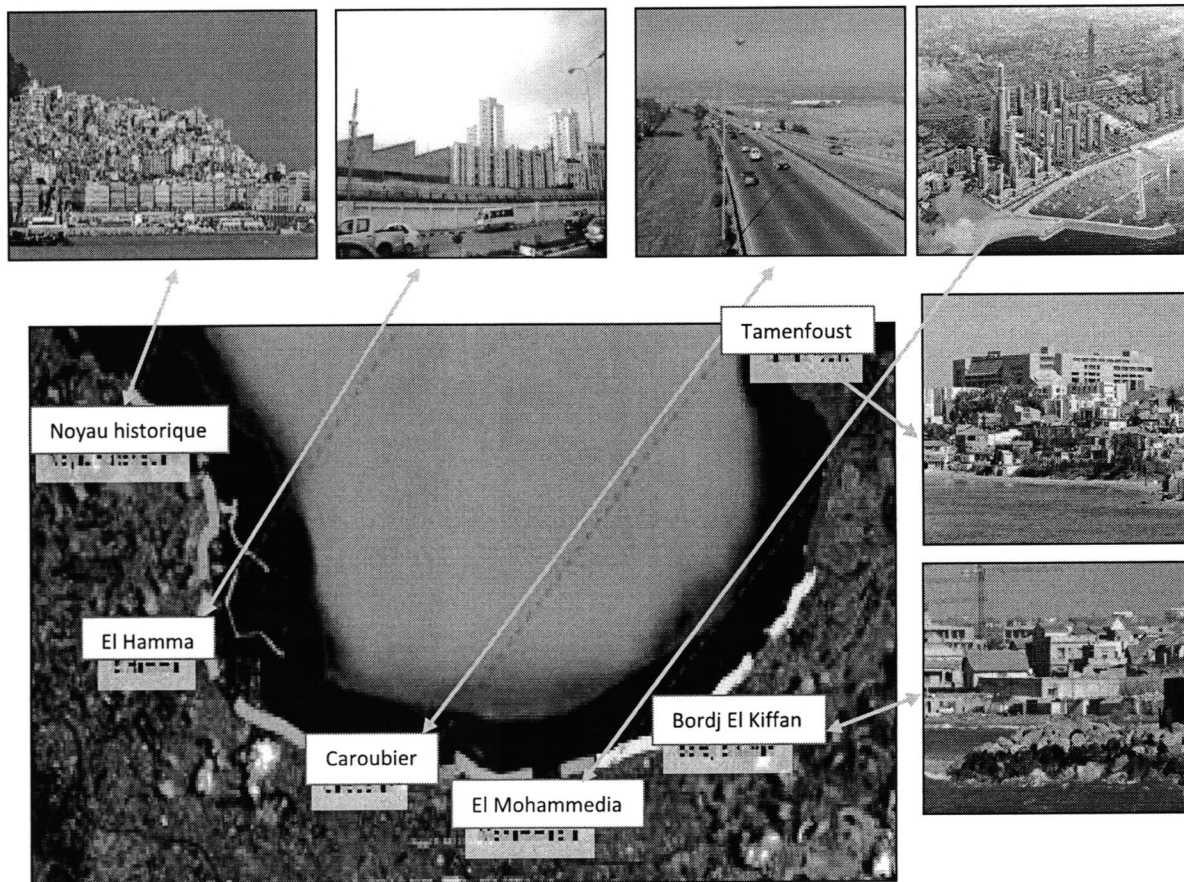 Tamenfoust
Noyau historique
El Hamma
Bordj El Kiffan
Caroubier
El Mohammedia